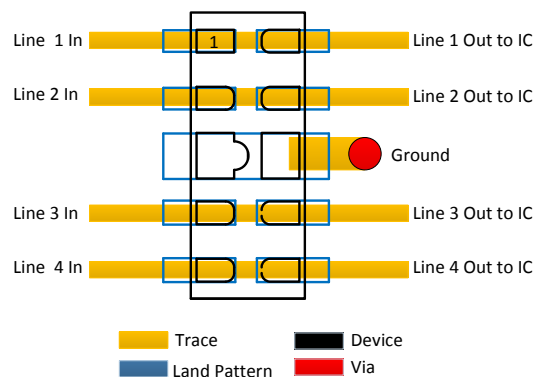 Line 1 In
1
Line 1 Out to IC
Line 2 In
Line 2 Out to IC
Ground
Line 3 In
Line 3 Out to IC
Line 4 In
Line 4 Out to IC
Trace
Device
Land Pattern
Via